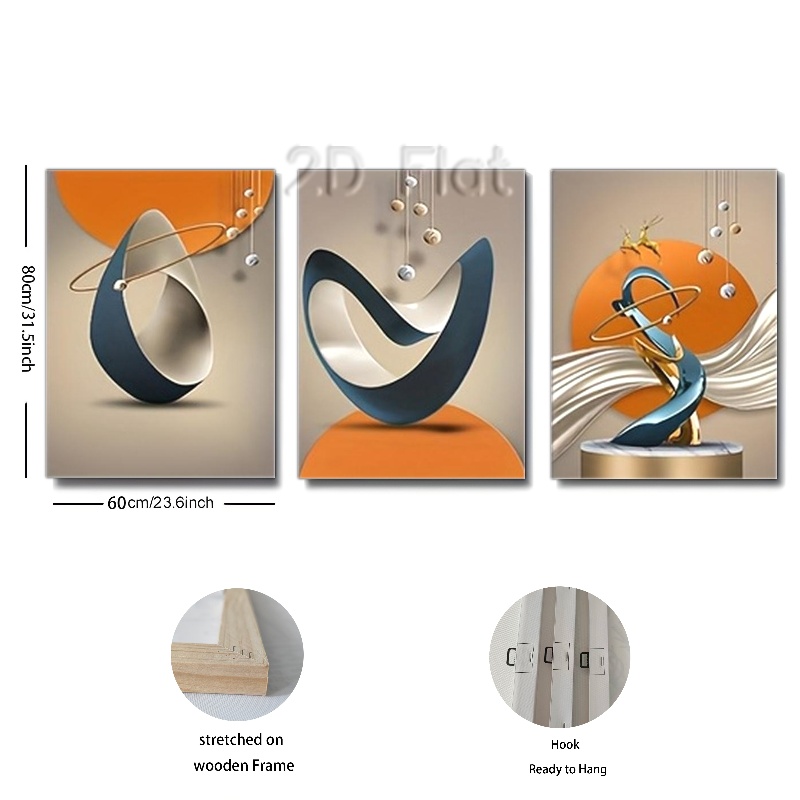 2D Flat
80cm/31.5inch
60cm/23.6inch
stretched on
wooden Frame
Hook
Ready to Hang